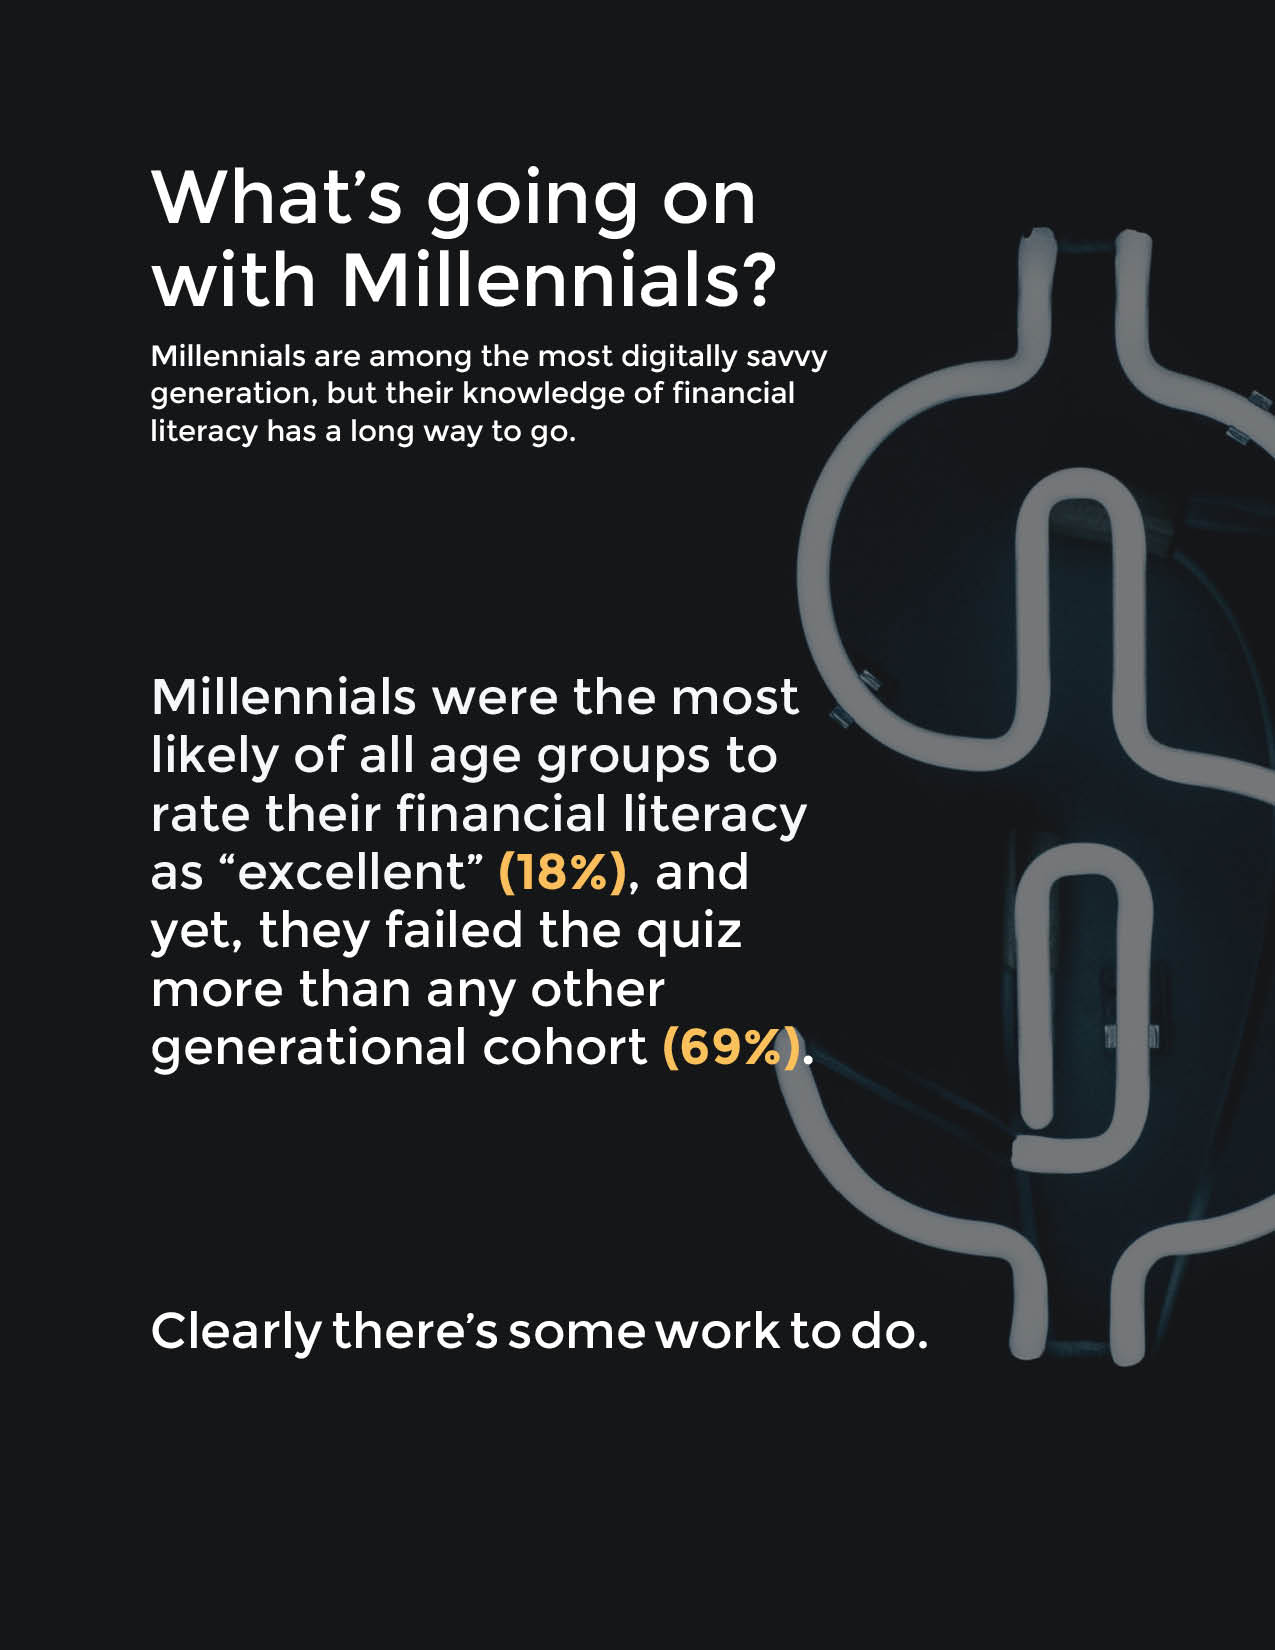 What’s going on
with Millennials?
Millennials are among the most digitally savvy
generation, but their knowledge of financial
literacy has a long way to go.
Millennials were the most
likely of all age groups to
rate their financial literacy
as “excellent” (18%), and
yet, they failed the quiz
more than any other
generational cohort (69%).
Clearly there’s some work to do.